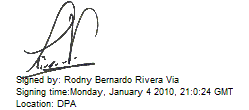 Signed by: Rodny Bernardo Rivera Via
Signing time:Monday, January 4 2010, 21:0:24 GMT
Location: DPA